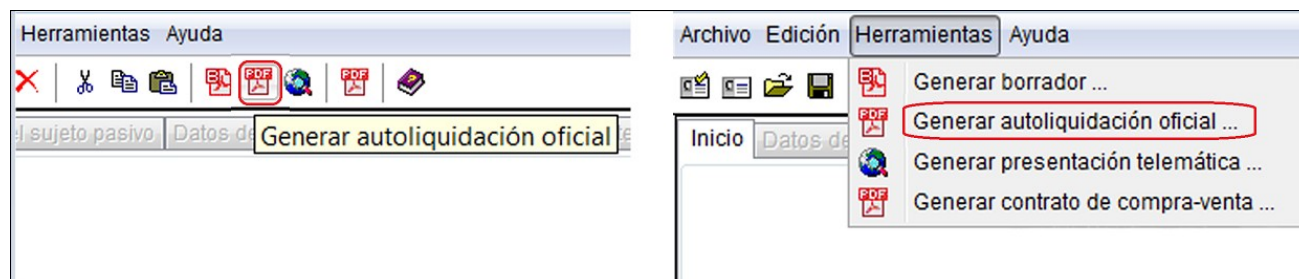 Herramientas Ayuda
el sujeto pasivo Datos de
Generar autoliquidación oficial
Archivo Edición Herramientas Ayuda
Generar borrador ...
Generar autoliquidación oficial ...
Inicio Datos de
Generar presentación telemática ...
Generar contrato de compra-venta ...